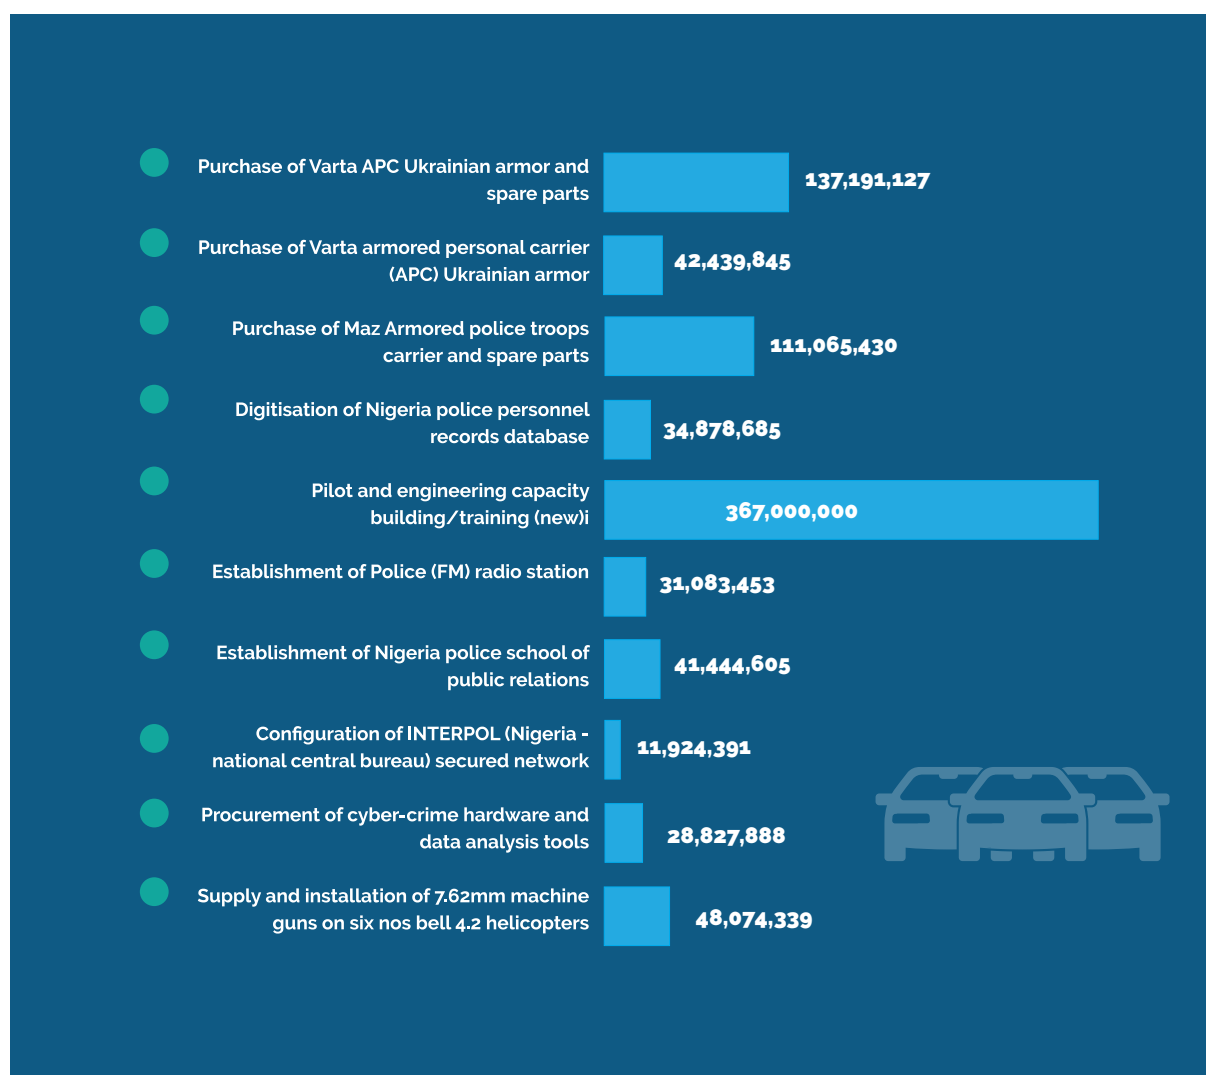 Purchase of Varta APC Ukrainian armor and
spare parts
137,191,127
Purchase of Varta armored personal carrier
(APC) Ukrainian armor
42,439,845
Purchase of Maz Armored police troops
carrier and spare parts
111,065,430
Digitisation of Nigeria police personnel
records database
34,878,685
Pilot and engineering capacity
building/training (new)i
367,000,000
Establishment of Police (FM) radio station
31,083,453
Establishment of Nigeria police school of
public relations
41,444,605
Configuration of INTERPOL (Nigeria -
national central bureau) secured network
11,924,391
Procurement of cyber-crime hardware and
data analysis tools
28,827,888
Supply and installation of 7.62mm machine
guns on six nos bell 4.2 helicopters
48,074,339